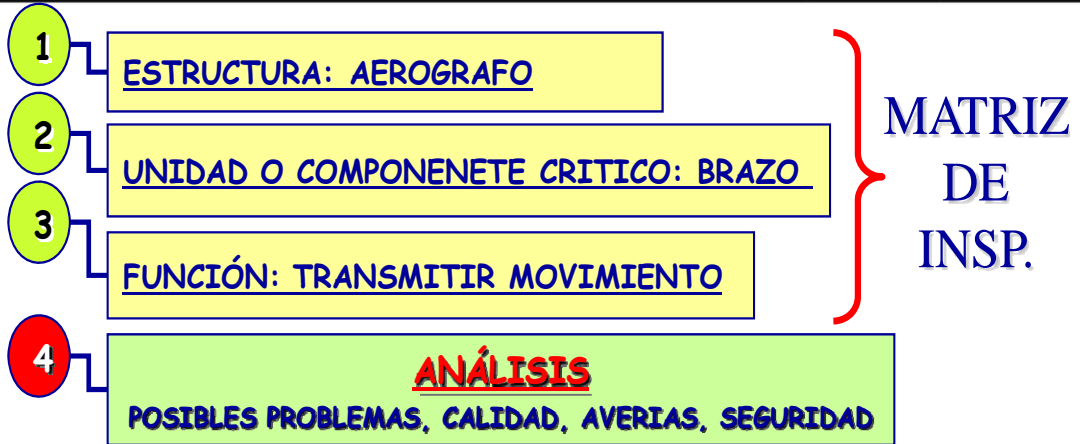 1
ESTRUCTURA: AEROGRAFO
2
UNIDAD O COMPONENETE CRITICO: BRAZO
3
FUNCIÓN: TRANSMITIR MOVIMIENTO
MATRIZ
DE
INSP.
4
ANÁLISIS
POSIBLES PROBLEMAS, CALIDAD, AVERIAS, SEGURIDAD